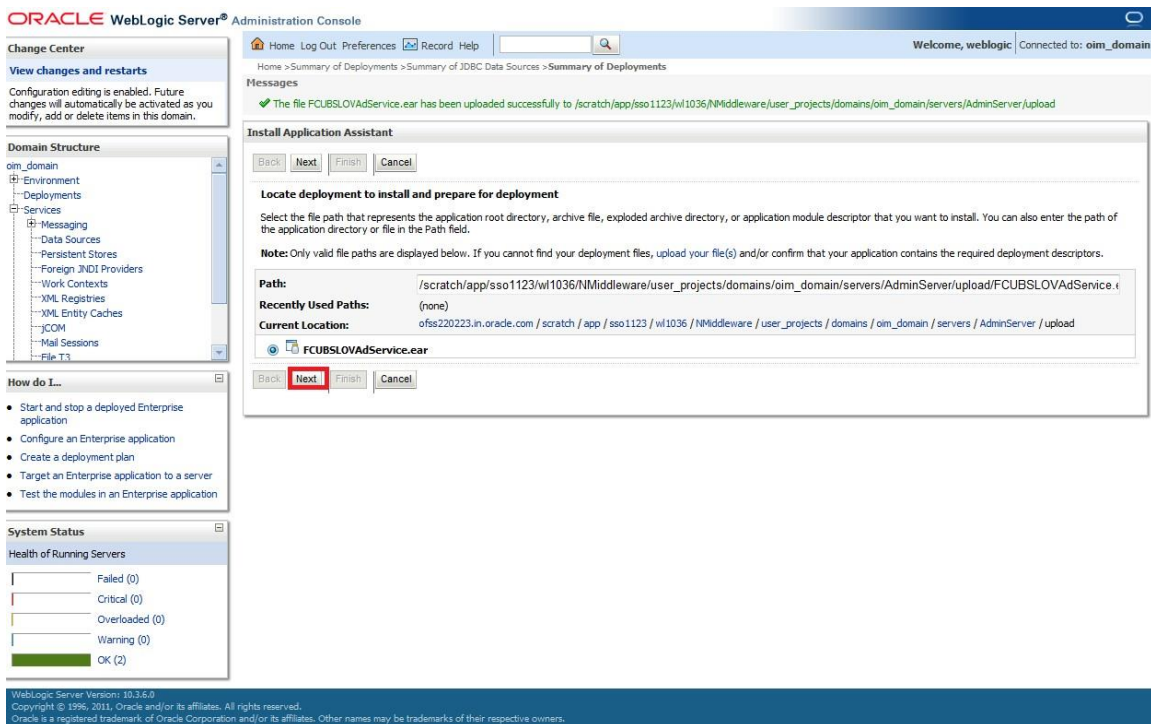 ORACLE WebLogic Server® Administration Console
Change Center
View changes and restarts
Configuration editing is enabled. Future
changes will automatically be activated as you
modify, add or delete items in this domain.
Domain Structure
oim_domain
Environment
Deployments
Services
Messaging
Data Sources
Persistent Stores
Foreign JNDI Providers
Work Contexts
XML Registries
XML Entity Caches
jCOM
Mail Sessions
File T3
How do I...
Start and stop a deployed Enterprise
application
Configure an Enterprise application
Create a deployment plan
Target an Enterprise application to a server
Test the modules in an Enterprise application
System Status
Health of Running Servers
Failed (0)
Critical (0)
Overloaded (0)
Warning (0)
OK (2)
Home Log Out Preferences Record Help
Welcome, weblogic Connected to: oim_domain
Home >Summary of Deployments >Summary of JDBC Data Sources >Summary of Deployments
Messages
The file FCUBSLOVAdService.ear has been uploaded successfully to /scratch/app/sso1123/wl1036/NMiddleware/user_projects/domains/oim_domain/servers/AdminServer/upload
Install Application Assistant
Back Next Finish Cancel
Locate deployment to install and prepare for deployment
Select the file path that represents the application root directory, archive file, exploded archive directory, or application module descriptor that you want to install. You can also enter the path of
the application directory or file in the Path field.
Note: Only valid file paths are displayed below. If you cannot find your deployment files, upload your file(s) and/or confirm that your application contains the required deployment descriptors.
Path: /scratch/app/sso1123/wl1036/NMiddleware/user_projects/domains/oim_domain/servers/AdminServer/upload/FCUBSLOVAdService.
Recently Used Paths: (none)
Current Location: ofss220223.in.oracle.com / scratch / app / sso1123 / wl1036 / NMiddleware / user_projects / domains / oim_domain / servers / AdminServer / upload
FCUBSLOVAdService.ear
Back Next Finish Cancel
WebLogic Server Version: 10.3.6.0
Copyright © 1996, 2011, Oracle and/or its affiliates. All rights reserved.
Oracle is a registered trademark of Oracle Corporation and/or its affiliates. Other names may be trademarks of their respective owners.